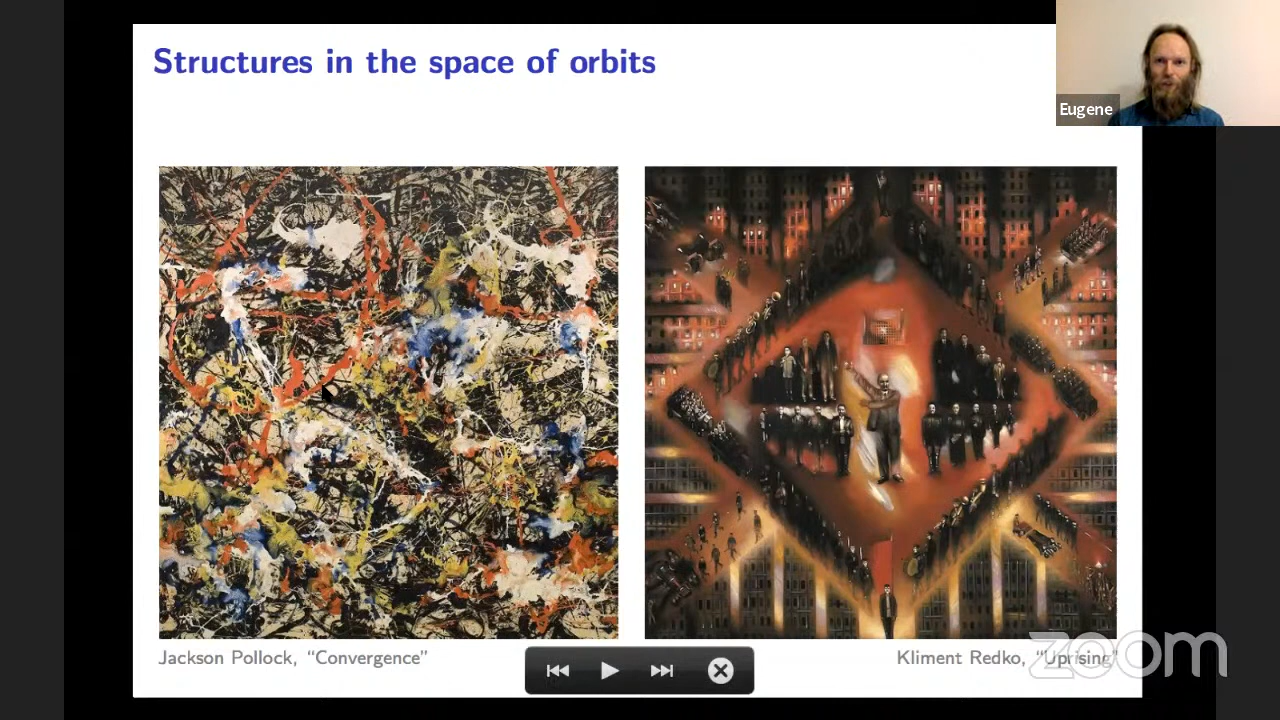 Structures in the space of orbits
Eugene
Jackson Pollock, “Convergence”
Kliment Redko, “Uprising”
zoom